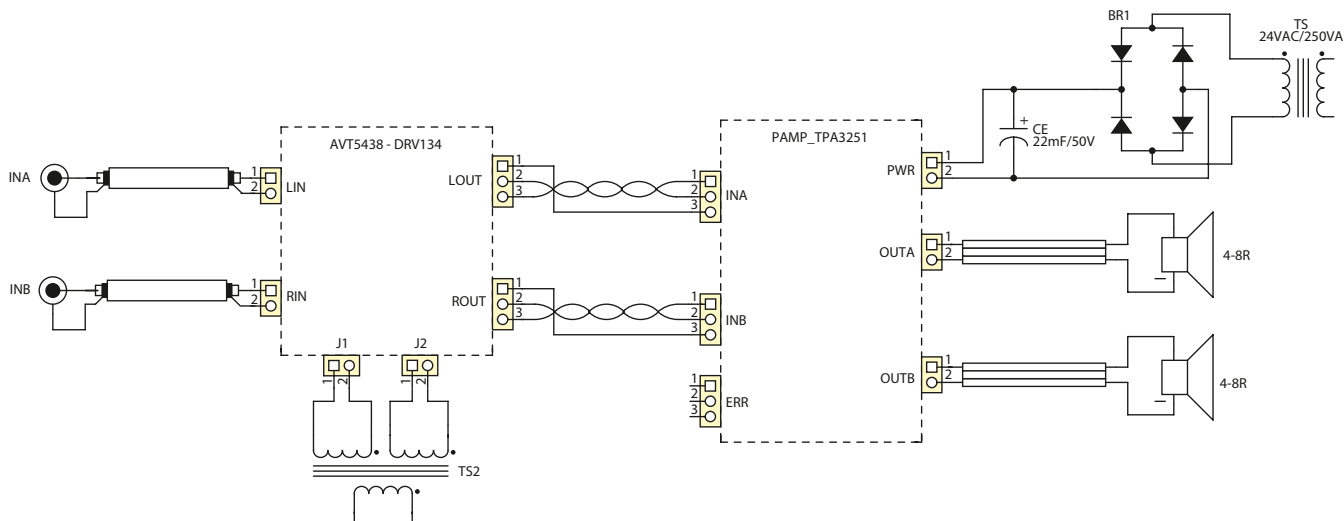 BR1
TS
24VAC/250VA
CE
+
22mF/50V
AVT5438 - DRV134
PAMP_TPA3251
INA
1
2
LIN
LOUT
1
2
3
1
2
3
INA
PWR
1
2
OUTA
1
2
4-8R
INB
1
2
RIN
ROUT
1
2
3
1
2
3
INB
J1
J2
1
2
1
2
1
2
3
ERR
OUTB
1
2
4-8R
TS2